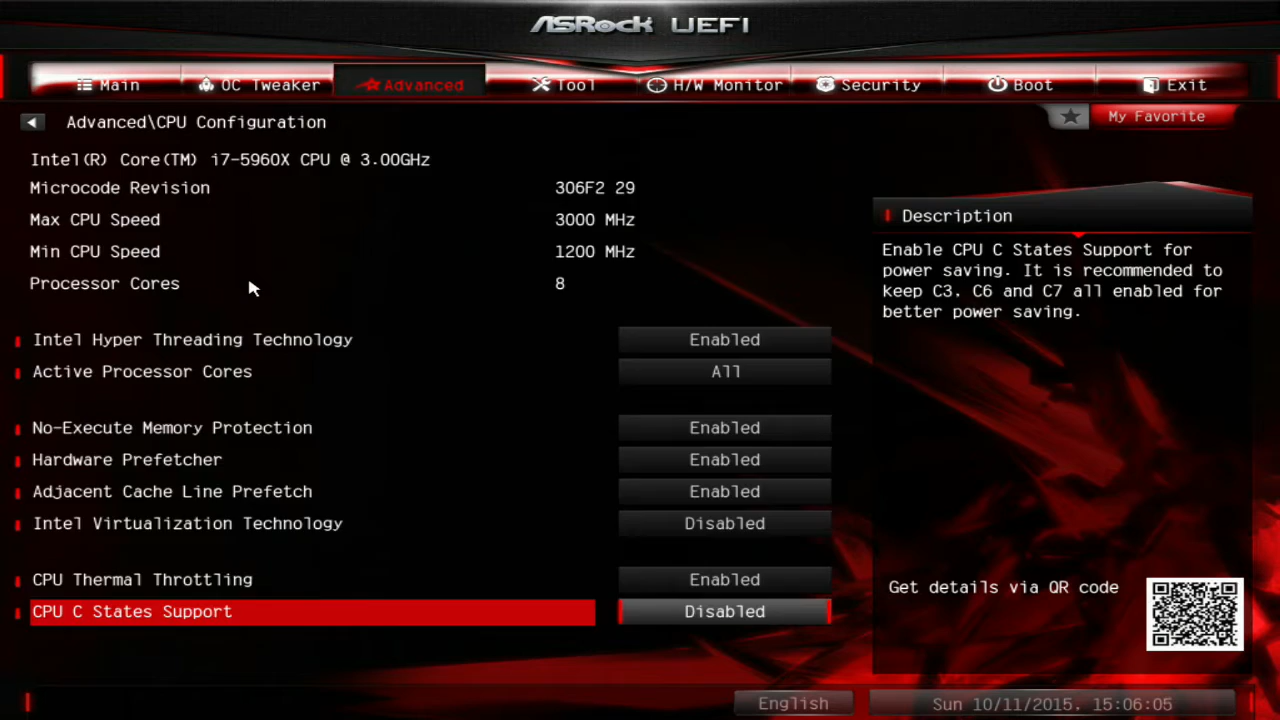 ASRock UEFI
Main
OC Tweaker
Advanced
Tool
H/W Monitor
Security
Boot
Exit
Advanced\CPU Configuration
My Favorite
Intel(R) Core(TM) i7-5960X CPU @ 3.00GHz
Microcode Revision 306F2 29
Max CPU Speed 3000 MHz
Min CPU Speed 1200 MHz
Processor Cores 8
Intel Hyper Threading Technology Enabled
Active Processor Cores All
No-Execute Memory Protection Enabled
Hardware Prefetcher Enabled
Adjacent Cache Line Prefetch Enabled
Intel Virtualization Technology Disabled
CPU Thermal Throttling Enabled
CPU C States Support Disabled
Description
Enable CPU C States Support for
power saving. It is recommended to
keep C3, C6 and C7 all enabled for
better power saving.
Get details via QR code
English
Sun 10/11/2015. 15:06:05